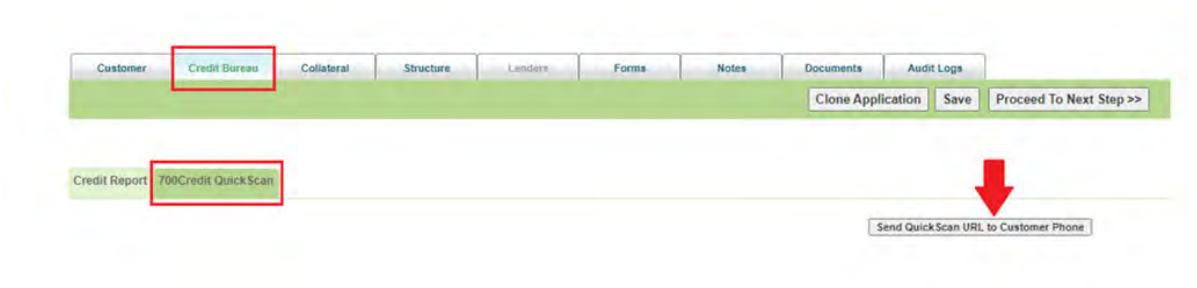 Customer Credit Bureau Collateral Structure Lenders Forms Notes Documents Audit Logs
Clone Application Save Proceed To Next Step >>
Credit Report 700Credit QuickScan
Send QuickScan URL to Customer Phone